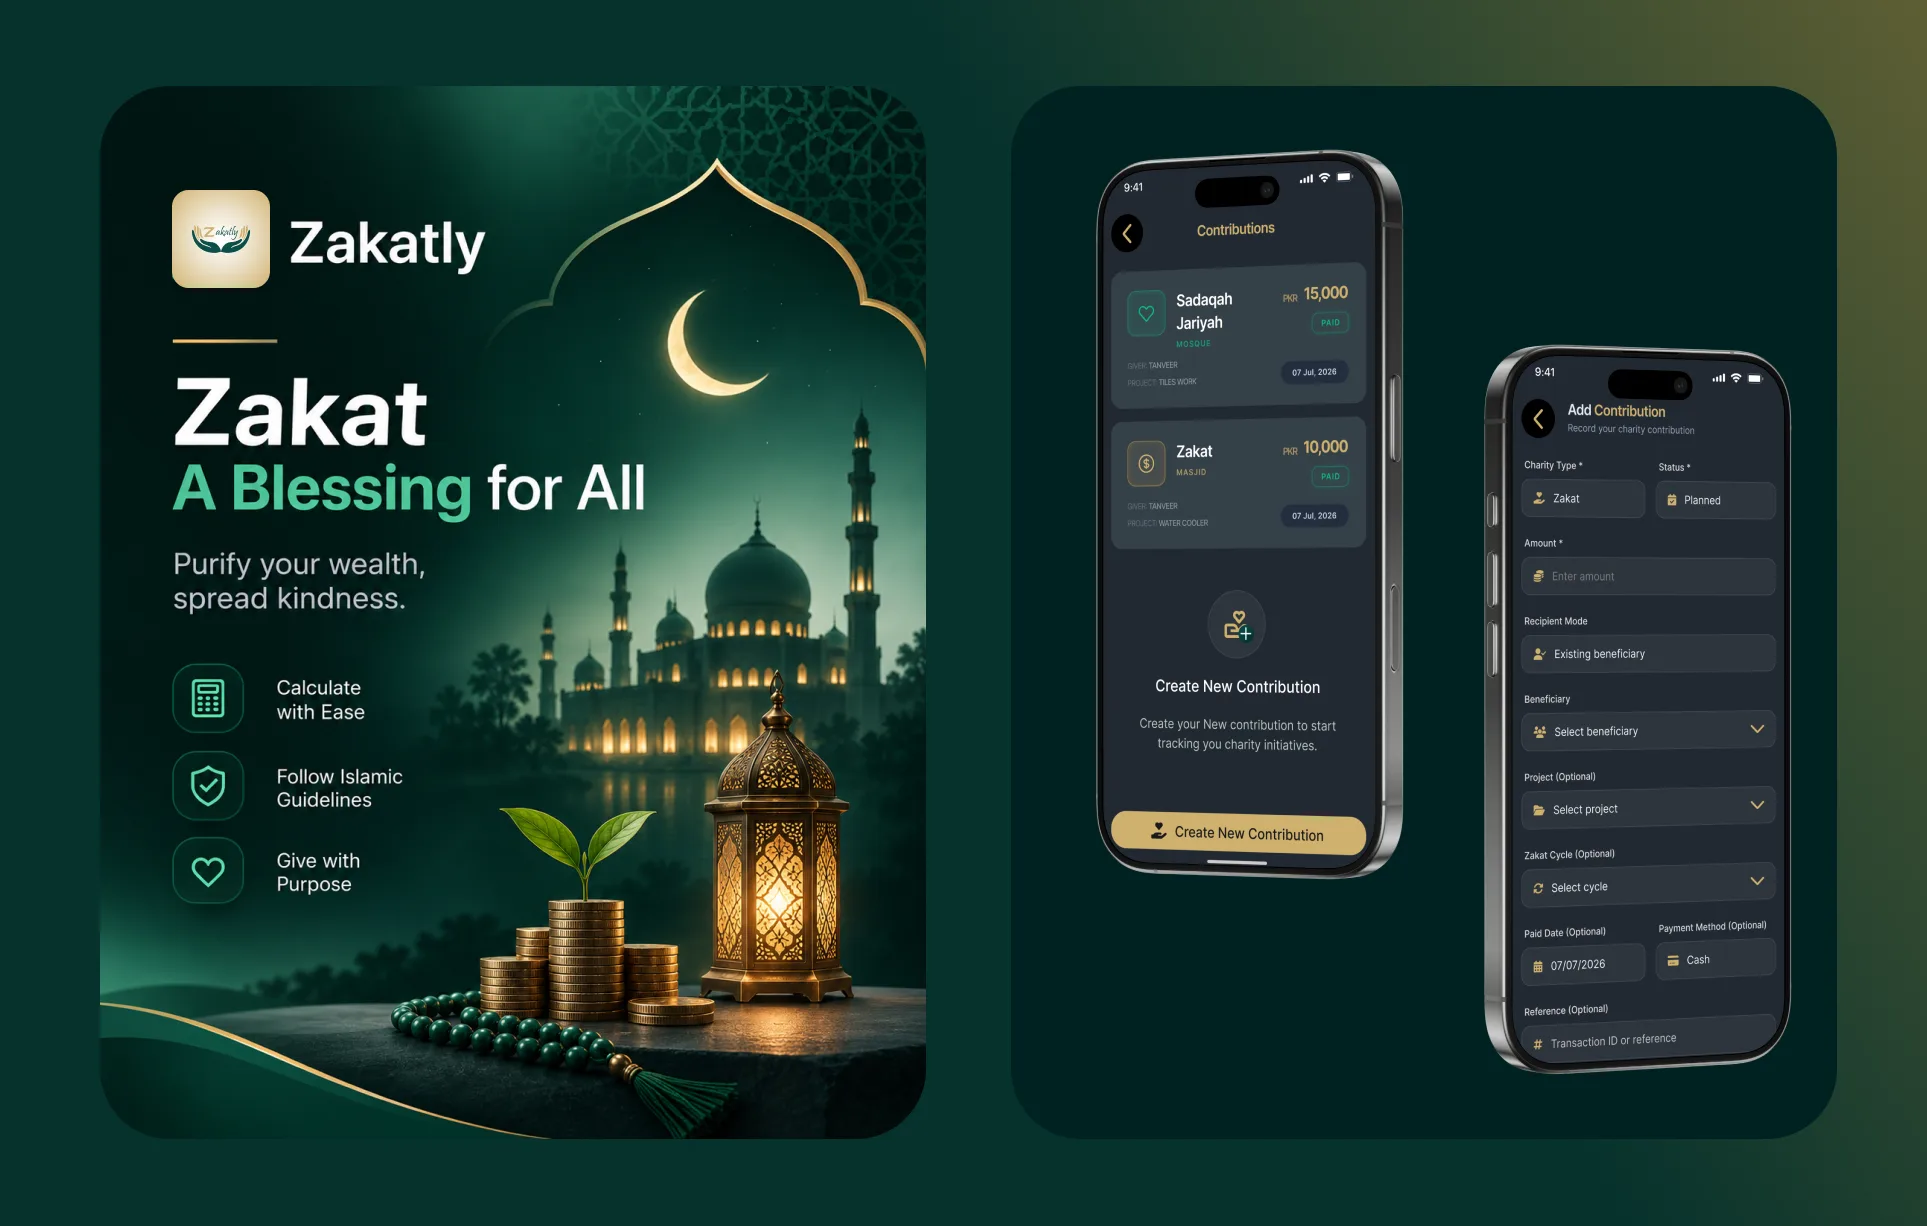 Zakatly
Zakatly
Zakat
A Blessing for All
Purify your wealth,
spread kindness.
Calculate
with Ease
Follow Islamic
Guidelines
Give with
Purpose
9:41
Contributions
Sadaqah
Jariyah
PKR 15,000
PAID
MOSQUE
GIVER: TANVEER
PROJECT: TILES WORK
07 Jul, 2026
Zakat
PKR 10,000
MASJID
PAID
GIVER: TANVEER
PROJECT: WATER COOLER
07 Jul, 2026
Create New Contribution
Create your New contribution to start
tracking you charity initiatives.
Create New Contribution
9:41
Add Contribution
Record your charity contribution
Charity Type *
Status *
Zakat
Planned
Amount *
Enter amount
Recipient Mode
Existing beneficiary
Beneficiary
Select beneficiary
Project (Optional)
Select project
Zakat Cycle (Optional)
Select cycle
Paid Date (Optional)
Payment Method (Optional)
07/07/2026
Cash
Reference (Optional)
# Transaction ID or reference